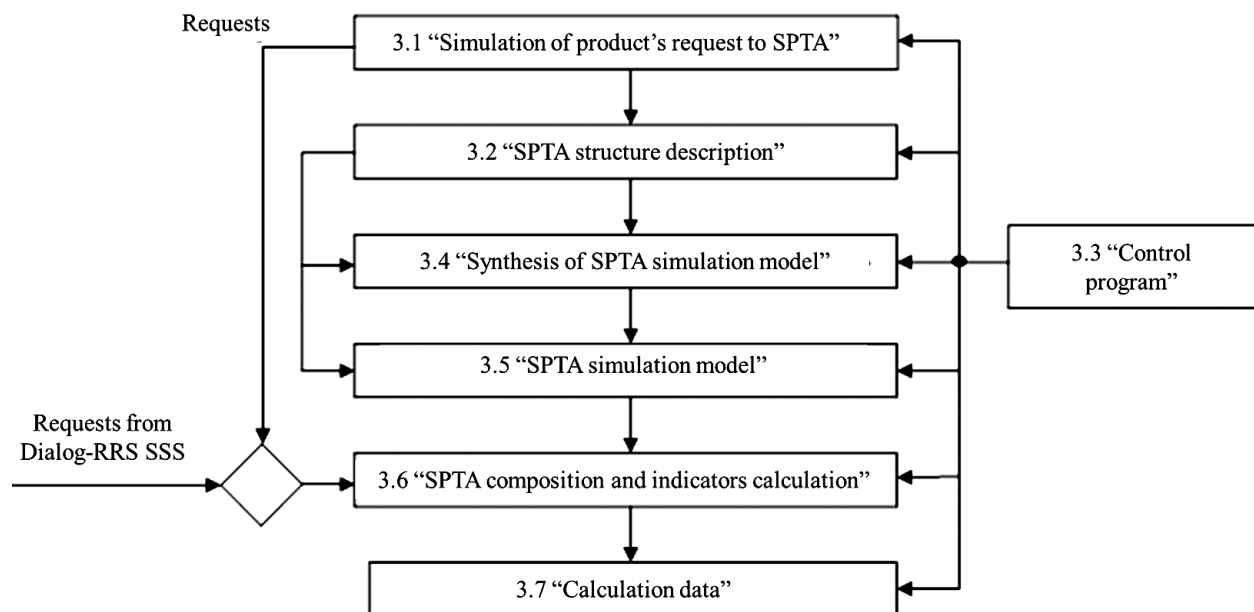 Requests
3.1 “Simulation of product’s request to SPTA”
3.2 “SPTA structure description”
3.4 “Synthesis of SPTA simulation model”
3.3 “Control
program”
3.5 “SPTA simulation model”
Requests from
Dialog-RRS SSS
3.6 “SPTA composition and indicators calculation”
3.7 “Calculation data”